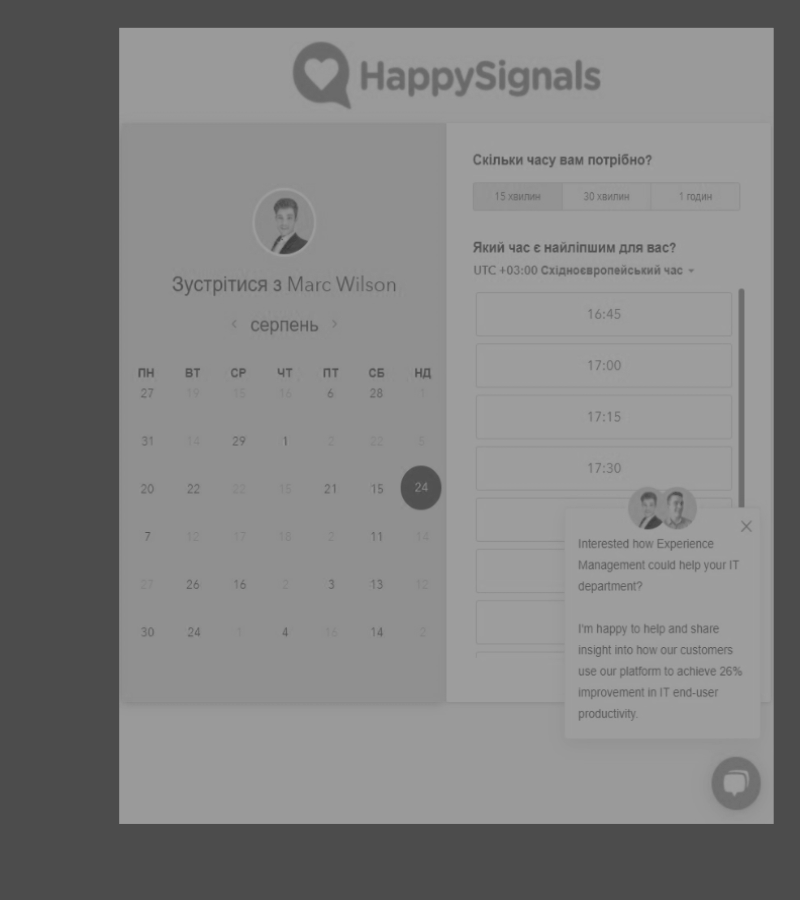 HappySignals
Зустрітися з Marc Wilson
серпень
ПН ВТ СР ЧТ ПТ СБ НД
27 19 15 16 6 28 1
31 14 29 1 2 22 5
20 22 23 15 21 15 24
7 12 17 18 2 11 14
27 26 16 2 3 13 12
30 24 4 16 14 2
Скільки часу вам потрібно?
15 хвилин 30 хвилин 1 годин
Який час є найліпшим для вас?
UTC +03:00 Східноєвропейський час
16:45
17:00
17:15
17:30
Interested how Experience
Management could help your IT
department?
I'm happy to help and share
insight into how our customers
use our platform to achieve 26%
improvement in IT end-user
productivity.